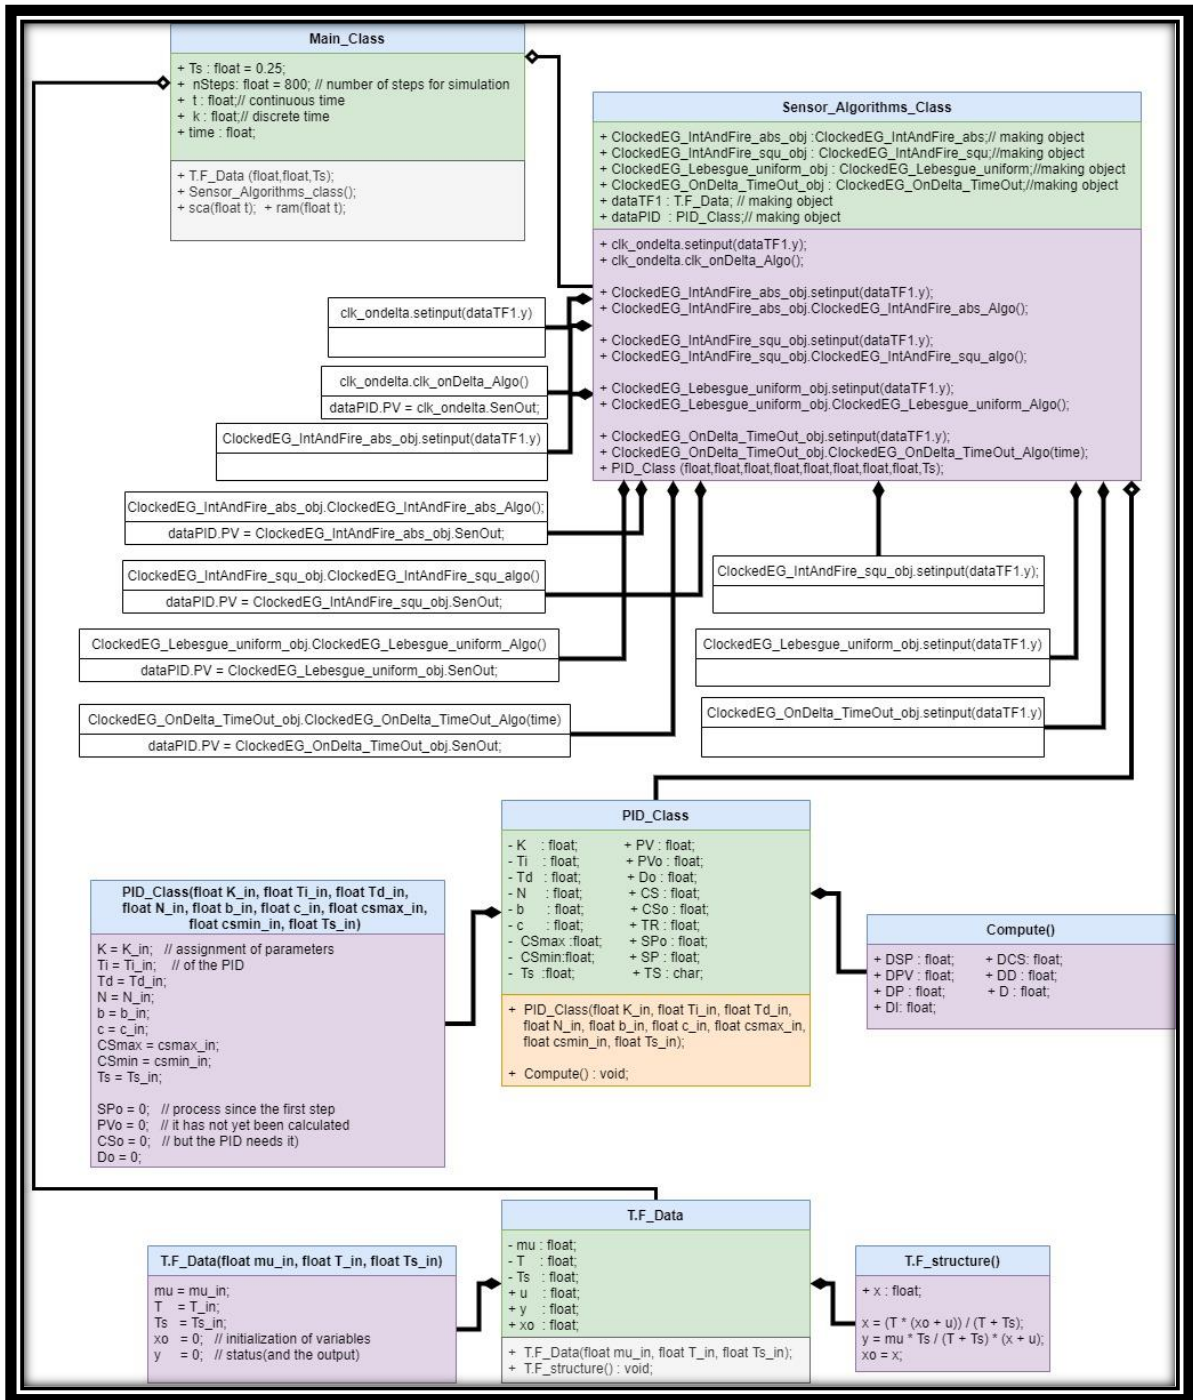 Main_Class
+ Ts : float = 0.25;
+ nSteps: float = 800; // number of steps for simulation
+ t : float;// continuous time
+ k : float;// discrete time
+ time : float;
+ T.F_Data (float,float,Ts);
+ Sensor_Algorithms_class();
+ sca(float t); + ram(float t);
Sensor_Algorithms_Class
+ ClockedEG_IntAndFire_abs_obj :ClockedEG_IntAndFire_abs;// making object
+ ClockedEG_IntAndFire_squ_obj : ClockedEG_IntAndFire_squ;//making object
+ ClockedEG_Lebesgue_uniform_obj : ClockedEG_Lebesgue_uniform;//making object
+ ClockedEG_OnDelta_TimeOut_obj : ClockedEG_OnDelta_TimeOut;//making object
+ dataTF1 : T.F_Data; // making object
+ dataPID : PID_Class;// making object
+ clk_ondelta.setinput(dataTF1.y);
+ clk_ondelta.clk_onDelta_Algo();
+ ClockedEG_IntAndFire_abs_obj.setinput(dataTF1.y);
+ ClockedEG_IntAndFire_abs_obj.ClockedEG_IntAndFire_abs_Algo();
+ ClockedEG_IntAndFire_squ_obj.setinput(dataTF1.y);
+ ClockedEG_IntAndFire_squ_obj.ClockedEG_IntAndFire_squ_algo();
+ ClockedEG_Lebesgue_uniform_obj.setinput(dataTF1.y);
+ ClockedEG_Lebesgue_uniform_obj.ClockedEG_Lebesgue_uniform_Algo();
+ ClockedEG_OnDelta_TimeOut_obj.setinput(dataTF1.y);
+ ClockedEG_OnDelta_TimeOut_obj.ClockedEG_OnDelta_TimeOut_Algo(time);
+ PID_Class (float,float,float,float,float,float,float,float,Ts);
clk_ondelta.setinput(dataTF1.y)
clk_ondelta.clk_onDelta_Algo()
dataPID.PV = clk_ondelta.SenOut;
ClockedEG_IntAndFire_abs_obj.setinput(dataTF1.y)
ClockedEG_IntAndFire_abs_obj.ClockedEG_IntAndFire_abs_Algo();
dataPID.PV = ClockedEG_IntAndFire_abs_obj.SenOut;
ClockedEG_IntAndFire_squ_obj.ClockedEG_IntAndFire_squ_algo()
dataPID.PV = ClockedEG_IntAndFire_squ_obj.SenOut;
ClockedEG_Lebesgue_uniform_obj.ClockedEG_Lebesgue_uniform_Algo()
dataPID.PV = ClockedEG_Lebesgue_uniform_obj.SenOut;
ClockedEG_OnDelta_TimeOut_obj.ClockedEG_OnDelta_TimeOut_Algo(time)
dataPID.PV = ClockedEG_OnDelta_TimeOut_obj.SenOut;
ClockedEG_IntAndFire_squ_obj.setinput(dataTF1.y);
ClockedEG_Lebesgue_uniform_obj.setinput(dataTF1.y)
ClockedEG_OnDelta_TimeOut_obj.setinput(dataTF1.y)
PID_Class
- K : float; + PV : float;
- Ti : float; + PVo : float;
- Td : float; + Do : float;
- N : float; + CS : float;
- b : float; + CSo : float;
- c : float; + TR : float;
- CSmax :float; + SPo : float;
- CSmin:float; + SP : float;
- Ts :float; + TS : char;
+ PID_Class(float K_in, float Ti_in, float Td_in,
float N_in, float b_in, float c_in, float csmax_in,
float csmin_in, float Ts_in);
+ Compute() : void;
PID_Class(float K_in, float Ti_in, float Td_in,
float N_in, float b_in, float c_in, float csmax_in,
float csmin_in, float Ts_in)
K = K_in; // assignment of parameters
Ti = Ti_in; // of the PID
Td = Td_in;
N = N_in;
b = b_in;
c = c_in;
CSmax = csmax_in;
CSmin = csmin_in;
Ts = Ts_in;
SPo = 0; // process since the first step
PVo = 0; // it has not yet been calculated
CSo = 0; // but the PID needs it)
Do = 0;
Compute()
+ DSP : float; + DCS: float;
+ DPV : float; + DD : float;
+ DP : float; + D : float;
+ DI: float;
T.F_Data
- mu : float;
- T : float;
- Ts : float;
+ u : float;
+ y : float;
+ xo : float;
+ T.F_Data(float mu_in, float T_in, float Ts_in);
+ T.F_structure() : void;
T.F_Data(float mu_in, float T_in, float Ts_in)
mu = mu_in;
T = T_in;
Ts = Ts_in;
xo = 0; // initialization of variables
y = 0; // status(and the output)
T.F_structure()
+ x : float;
x = (T * (xo + u)) / (T + Ts);
y = mu * Ts / (T + Ts) * (x + u);
xo = x;